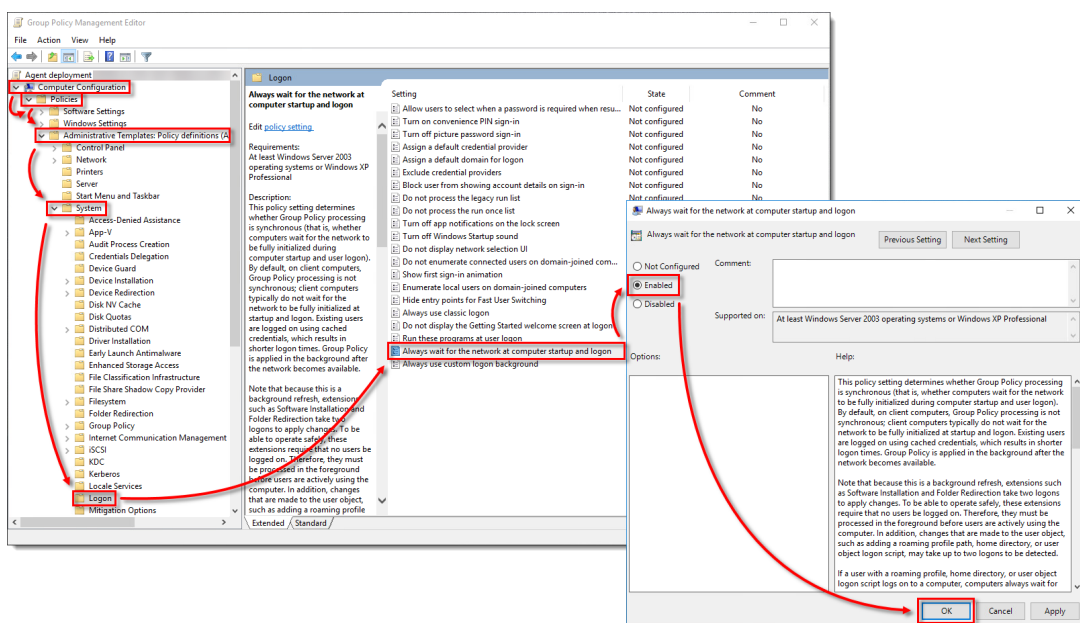 Group Policy Management Editor
File Action View Help
Agent deployment
Computer Configuration
Policies
Software Settings
Windows Settings
Administrative Templates: Policy definitions (A
Control Panel
Network
Printers
Server
Start Menu and Taskbar
System
Access-Denied Assistance
App-V
Audit Process Creation
Credentials Delegation
Device Guard
Device Installation
Device Redirection
Disk NV Cache
Disk Quotas
Distributed COM
Driver Installation
Early Launch Antimalware
Enhanced Storage Access
File Classification Infrastructure
File Share Shadow Copy Provider
Filesystem
Folder Redirection
Group Policy
Internet Communication Management
iSCSI
KDC
Kerberos
Locale Services
Logon
Mitigation Options
Logon
Always wait for the network at
computer startup and logon
Edit policy setting
Requirements:
At least Windows Server 2003
operating systems or Windows XP
Professional
Description:
This policy setting determines
whether Group Policy processing
is synchronous (that is, whether
computers wait for the network to
be fully initialized during
computer startup and user logon).
By default, on client computers,
Group Policy processing is not
synchronous; client computers
typically do not wait for the
network to be fully initialized at
startup and logon. Existing users
are logged on using cached
credentials, which results in
shorter logon times. Group Policy
is applied in the background after
the network becomes available.
Note that because this is a
background refresh, extensions
such as Software Installation and
Folder Redirection take two
logons to apply changes. To be
able to operate safely, these
extensions require that no users be
logged on. Therefore, they must
be processed in the foreground
before users are actively using the
computer. In addition, changes
that are made to the user object,
such as adding a roaming profile
Setting State Comment
Allow users to select when a password is required when resu... Not configured No
Turn on convenience PIN sign-in Not configured No
Turn off picture password sign-in Not configured No
Assign a default credential provider Not configured No
Assign a default domain for logon Not configured No
Exclude credential providers Not configured No
Block user from showing account details on sign-in Not configured No
Do not process the legacy run list Not configured No
Do not process the run once list
Turn off app notifications on the lock screen
Turn off Windows Startup sound
Do not display network selection UI
Do not enumerate connected users on domain-joined com...
Show first sign-in animation
Enumerate local users on domain-joined computers
Hide entry points for Fast User Switching
Always use classic logon
Do not display the Getting Started welcome screen at logon
Run these programs at user logon
Always wait for the network at computer startup and logon
Always use custom logon background
Extended Standard
Always wait for the network at computer startup and logon
Always wait for the network at computer startup and logon
Previous Setting Next Setting
Not Configured
Enabled
Disabled
Comment:
Supported on:
At least Windows Server 2003 operating systems or Windows XP Professional
Options:
Help:
This policy setting determines whether Group Policy processing
is synchronous (that is, whether computers wait for the network
to be fully initialized during computer startup and user logon).
By default, on client computers, Group Policy processing is not
synchronous; client computers typically do not wait for the
network to be fully initialized at startup and logon. Existing users
are logged on using cached credentials, which results in shorter
logon times. Group Policy is applied in the background after the
network becomes available.
Note that because this is a background refresh, extensions such
as Software Installation and Folder Redirection take two logons
to apply changes. To be able to operate safely, these extensions
require that no users be logged on. Therefore, they must be
processed in the foreground before users are actively using the
computer. In addition, changes that are made to the user object,
such as adding a roaming profile path, home directory, or user
object logon script, may take up to two logons to be detected.
If a user with a roaming profile, home directory, or user object
logon script logs on to a computer, computers always wait for
OK Cancel Apply